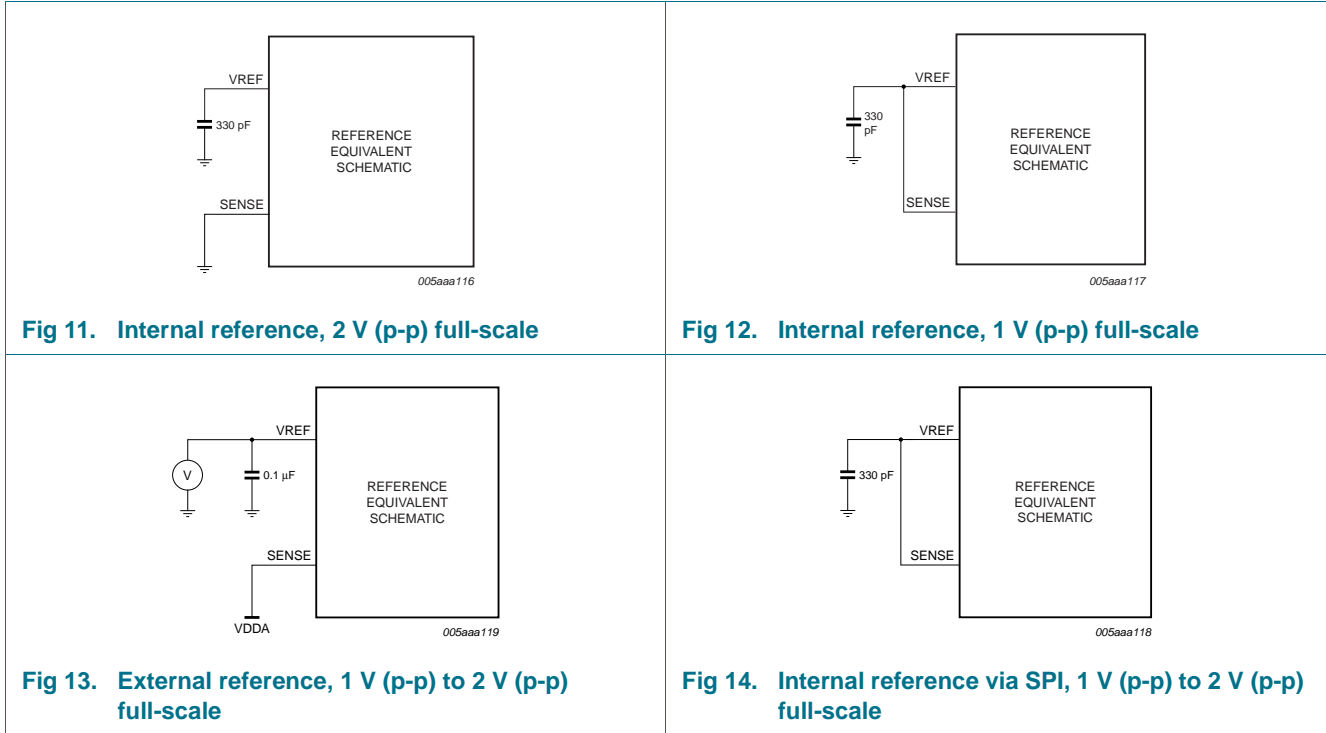 VREF
330 pF
REFERENCE
EQUIVALENT
SCHEMATIC
SENSE
005aaa116
Fig 11. Internal reference, 2 V (p-p) full-scale
VREF
330
pF
REFERENCE
EQUIVALENT
SCHEMATIC
SENSE
005aaa117
Fig 12. Internal reference, 1 V (p-p) full-scale
VREF
V
0.1 μF
REFERENCE
EQUIVALENT
SCHEMATIC
SENSE
VDDA
005aaa119
Fig 13. External reference, 1 V (p-p) to 2 V (p-p)
full-scale
VREF
330 pF
REFERENCE
EQUIVALENT
SCHEMATIC
SENSE
005aaa118
Fig 14. Internal reference via SPI, 1 V (p-p) to 2 V (p-p)
full-scale